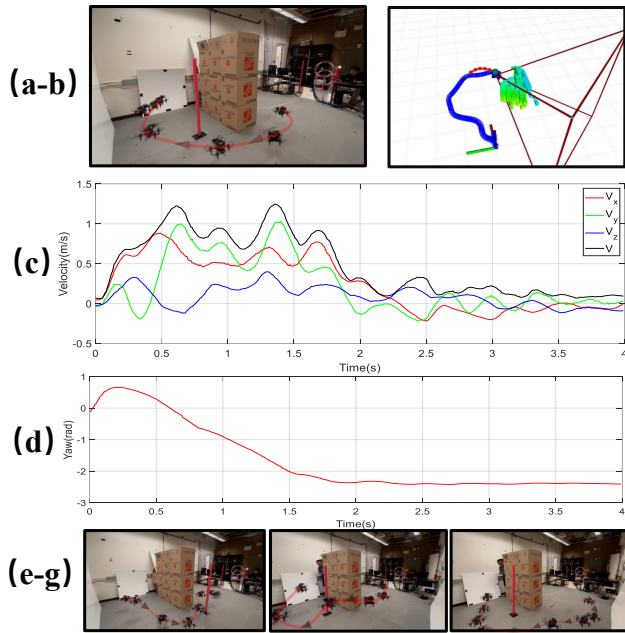 (a-b)
(c)
Velocity(m/s)
1.5
1
0.5
0
-0.5
V_x
V_y
V_z
V
0 0.5 1 1.5 2 2.5 3 3.5 4
Time(s)
(d)
Yaw(rad)
1
0
-1
-2
-3
0 0.5 1 1.5 2 2.5 3 3.5 4
Time(s)
(e-g)